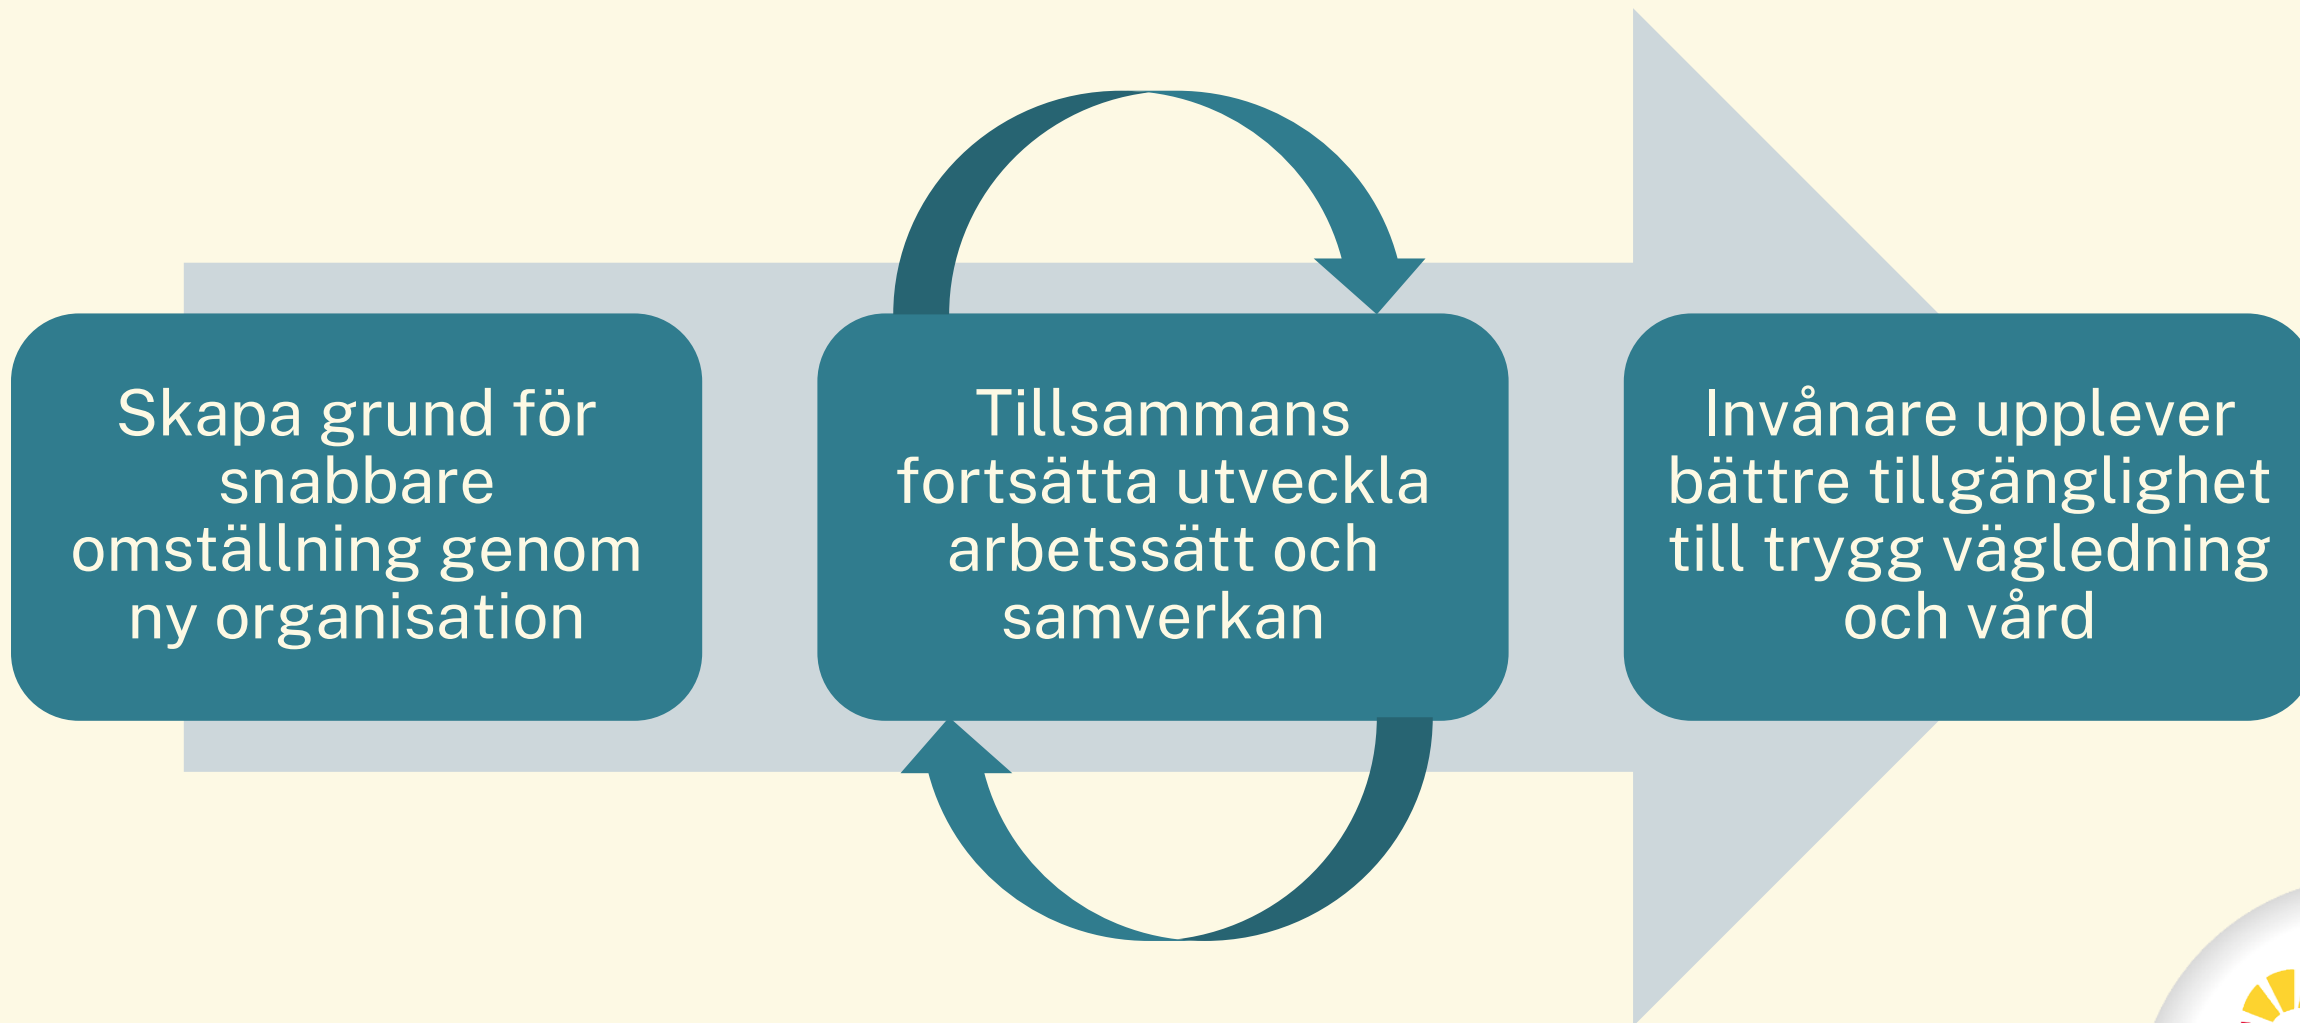 Skapa grund för
snabbare
omställning genom
ny organisation
Tillsammans
fortsätta utveckla
arbetssätt och
samverkan
Invånare upplever
bättre tillgänglighet
till trygg vägledning
och vård